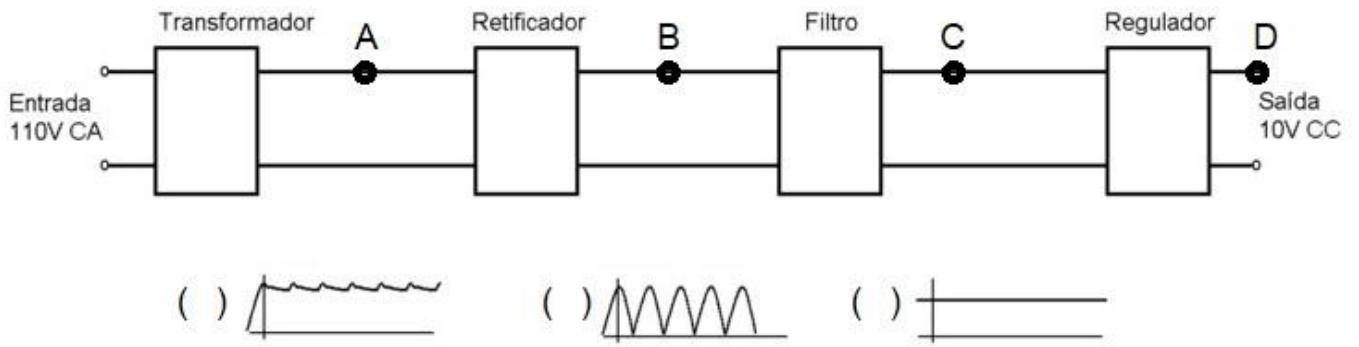 Transformador
Retificador
Filtro
Regulador
A
B
C
D
Entrada
110V CA
Saída
10V CC
( )
( )
( )